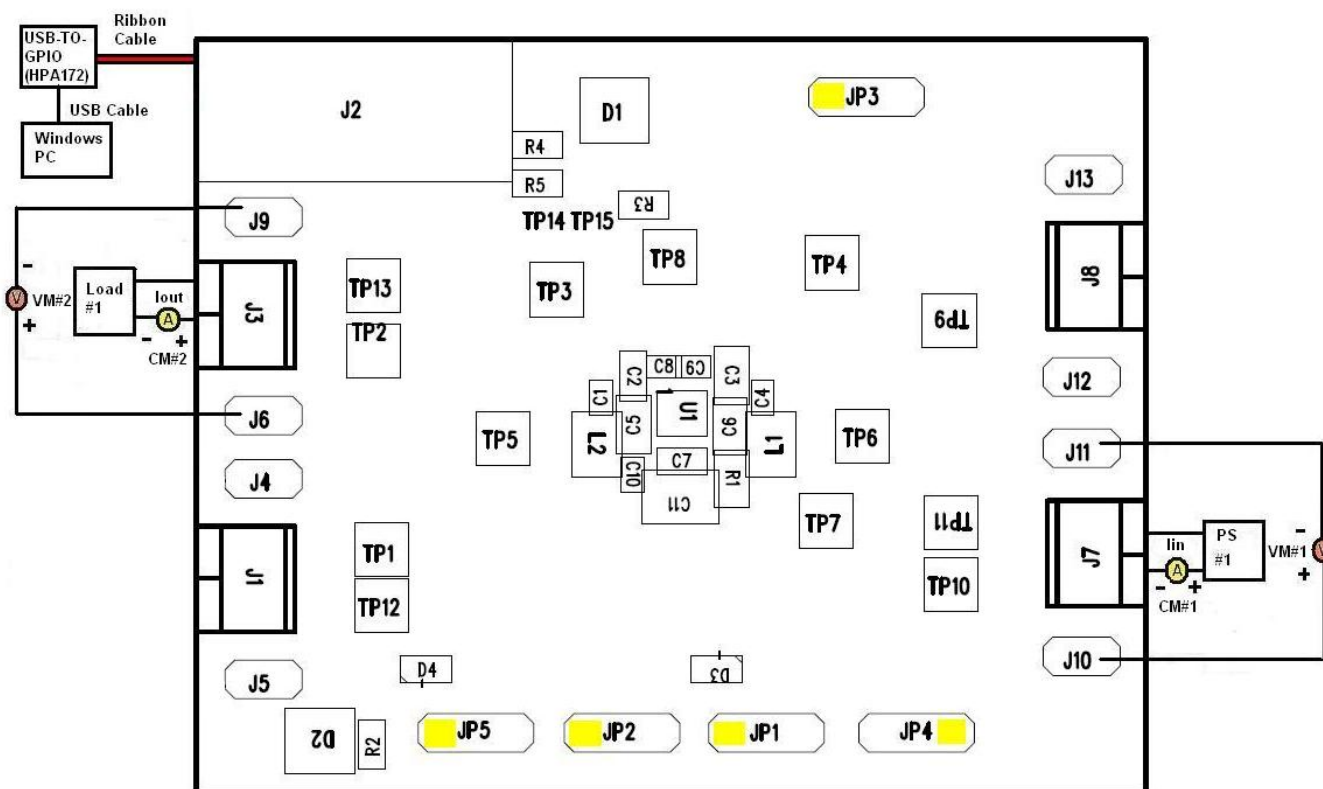 Ribbon
Cable
USB-TO-
GPIO
(HPA172)
USB Cable
Windows
PC
J2
D1
JP3
R4
R5
R3
J13
J9
TP14 TP15
TP8
TP4
TP13
TP3
J8
-
V
VM#2
+
Load
#1
Iout
A
-
+
CM#2
J3
TP2
TP9
C8
C9
C2
C3
1
J12
C1
C4
U1
J6
C5
C6
L2
L1
TP5
TP6
J11
C7
C10
R1
J4
C11
TP7
TP11
J1
TP1
J7
Iin
A
-
+
CM#1
PS
#1
-
VM#1
+
V
TP12
TP10
J5
D4
D3
J10
D2
R2
JP5
JP2
JP1
JP4